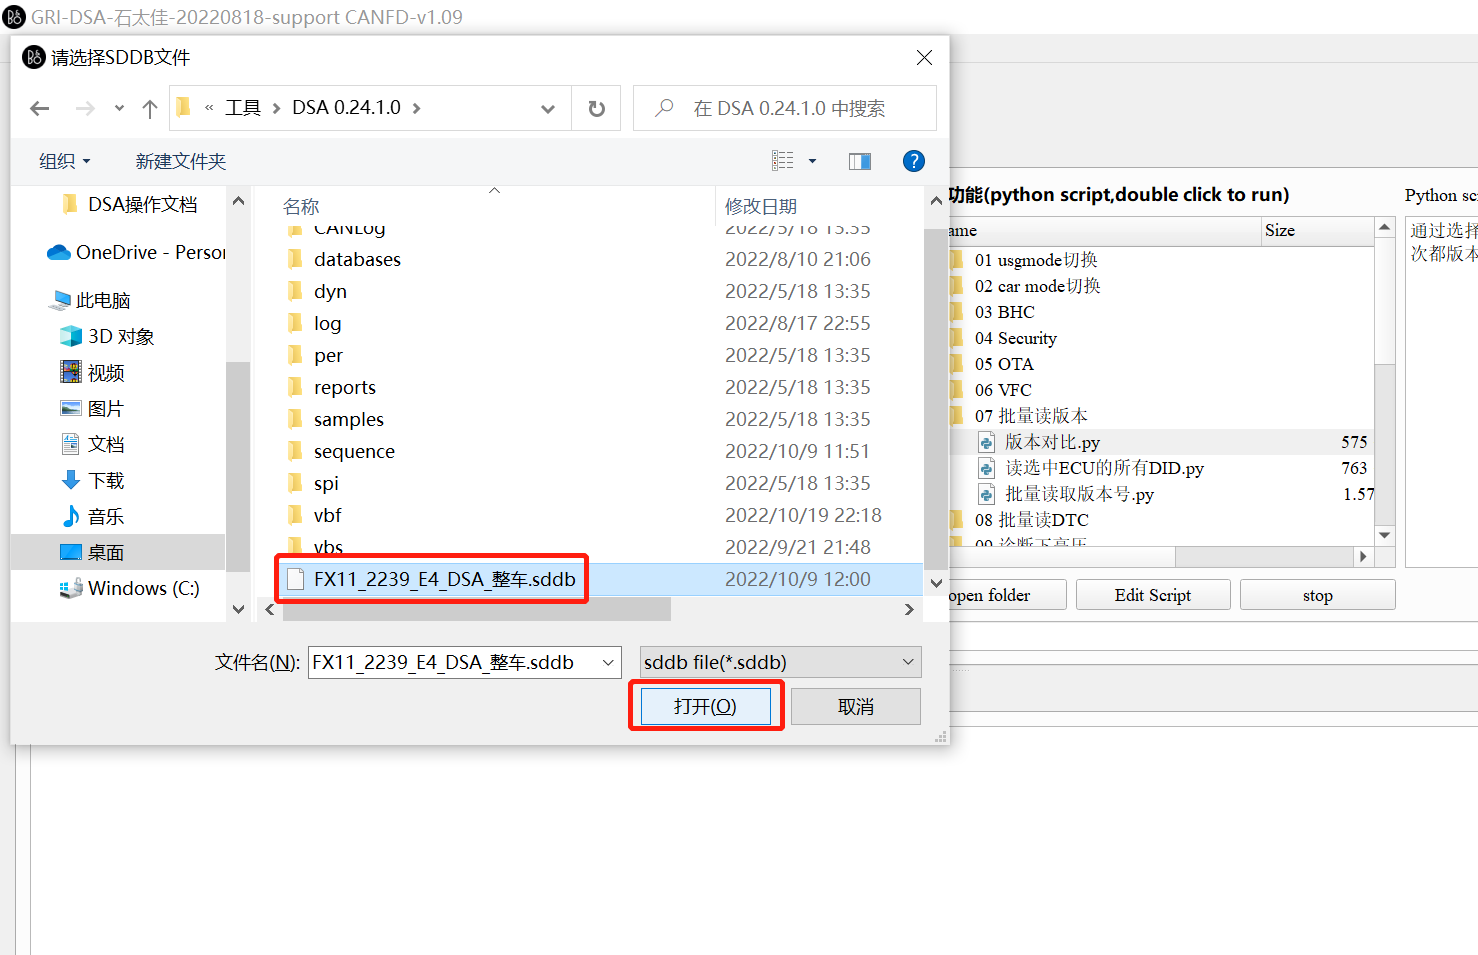 GRI-DSA-石太佳-20220818-support CANFD-v1.09
请选择SDDB文件
« 工具 > DSA 0.24.1.0 >
在 DSA 0.24.1.0 中搜索
组织
新建文件夹
DSA操作文档
OneDrive - Person
此电脑
3D 对象
视频
图片
文档
下载
音乐
桌面
Windows (C:)
名称 修改日期
CANLog 2022/5/18 13:35
databases 2022/8/10 21:06
dyn 2022/5/18 13:35
log 2022/8/17 22:55
per 2022/5/18 13:35
reports 2022/5/18 13:35
samples 2022/5/18 13:35
sequence 2022/10/9 11:51
spi 2022/5/18 13:35
vbf 2022/10/19 22:18
vbs 2022/9/21 21:48
FX11_2239_E4_DSA_整车.sddb 2022/10/9 12:00
文件名(N): FX11_2239_E4_DSA_整车.sddb
sddb file(*.sddb)
打开(O)
取消
功能(python script,double click to run)
ame Size
01 usgmode切换
02 car mode切换
03 BHC
04 Security
05 OTA
06 VFC
07 批量读版本
版本对比.py 575
读选中ECU的所有DID.py 763
批量读取版本号.py 1.57
08 批量读DTC
09 诊断下高压
open folder
Edit Script
stop
Python sc
通过选择
次都版本